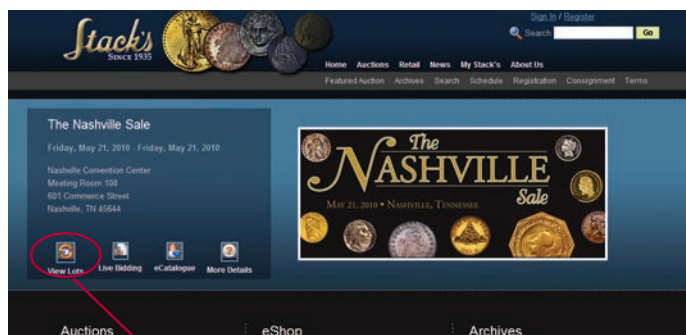 Stack's
SINCE 1935
Sign In / Register
Search
Go
Home Auctions Retail News My Stack's About Us
Featured Auction Archives Search Schedule Registration Consignment Terms
The Nashville Sale
Friday, May 21, 2010 - Friday, May 21, 2010
Nashville Convention Center
Meeting Room 108
601 Commerce Street
Nashville, TN 45644
View Lots Live Bidding eCatalogue More Details
The
NASHVILLE
Sale
MAY 21, 2010 • NASHVILLE, TENNESSEE
Auctions eShop Archives